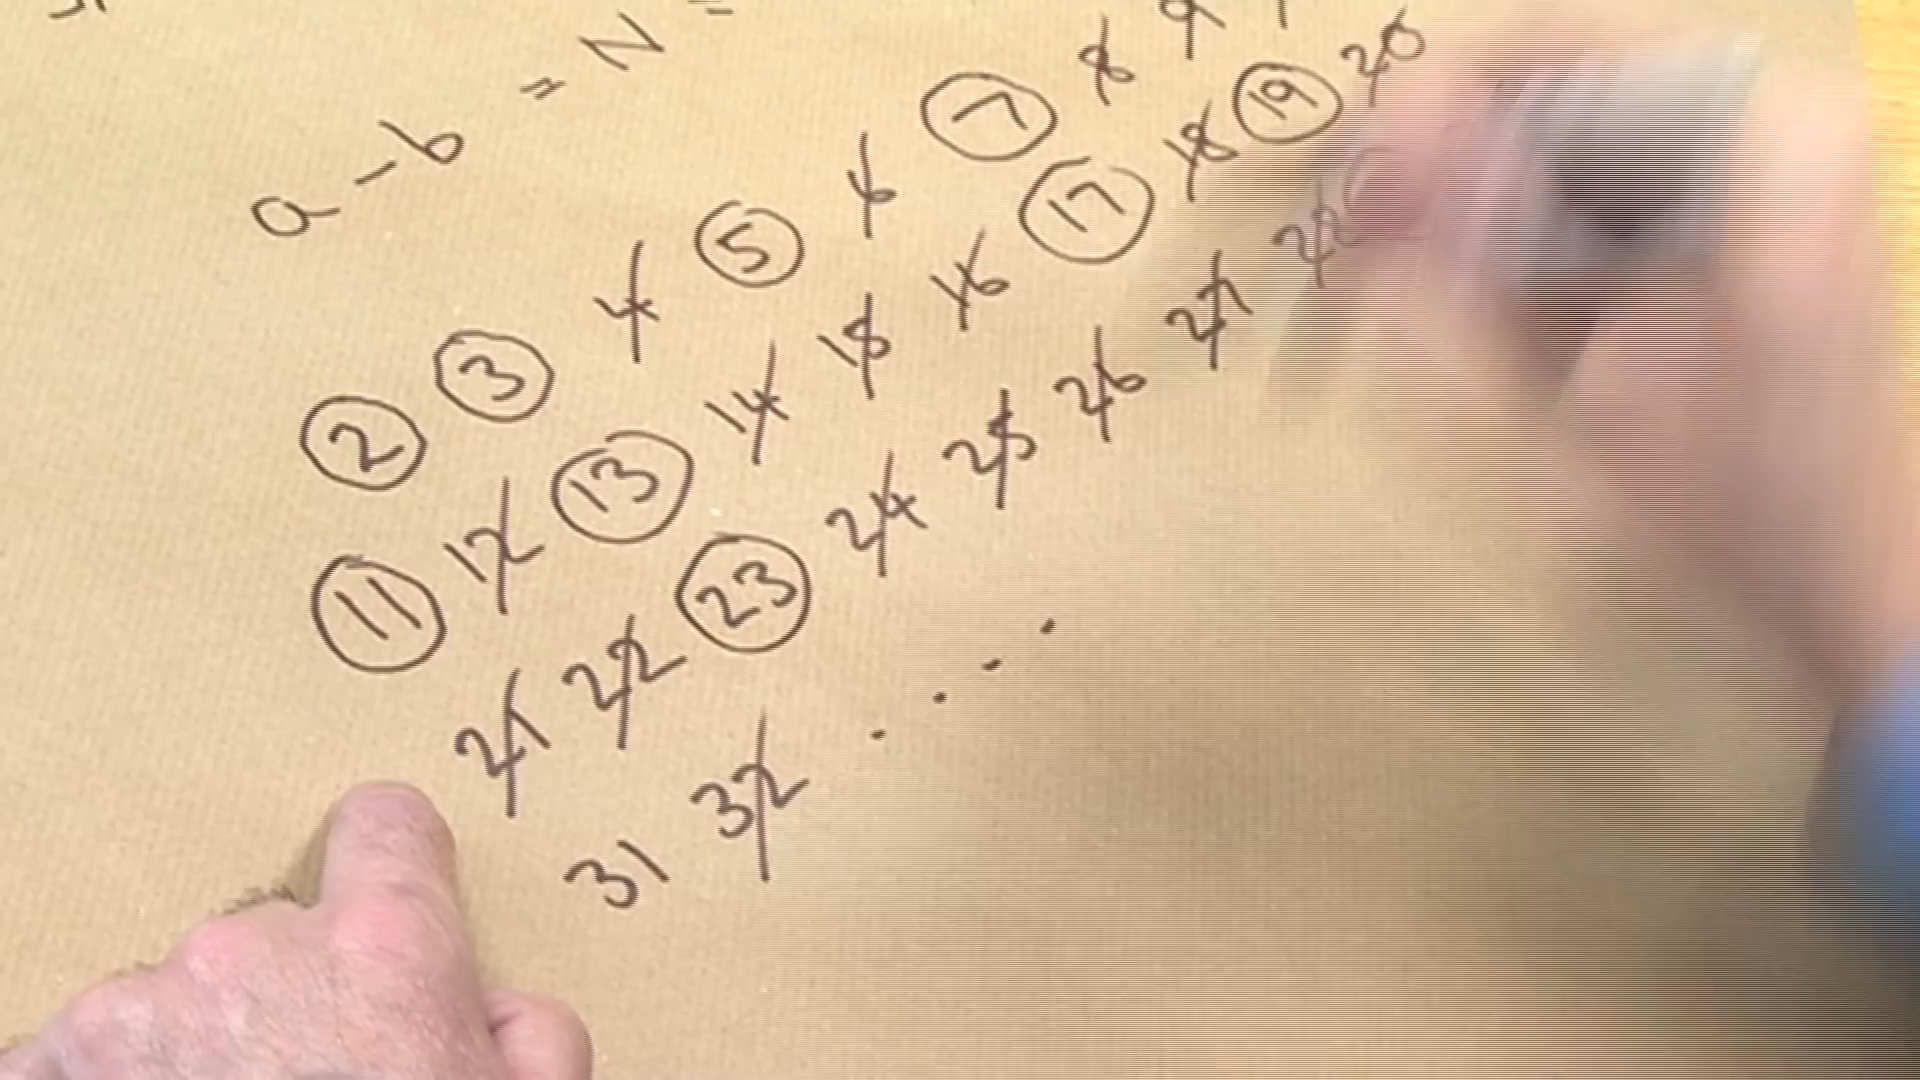 a - b = N =
2 3 4 5 6 7 8 9
11 12 13 14 15 16 17 18 19 20
21 22 23 24 25 26 27 28
31 32 . . . .